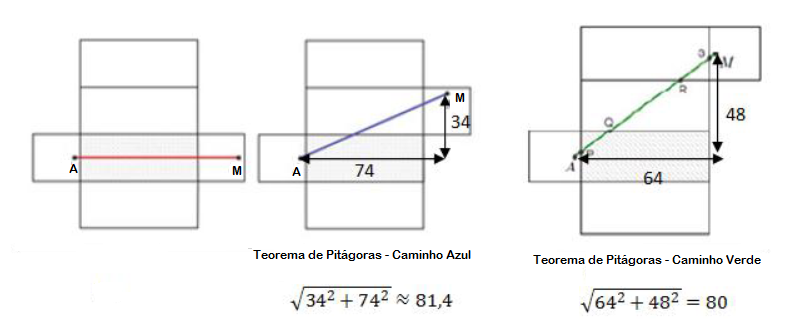 A
M
A
M
34
74
Teorema de Pitágoras - Caminho Azul
√34² + 74² ≈ 81,4
A
P
Q
R
S
M
48
64
Teorema de Pitágoras - Caminho Verde
√64² + 48² = 80